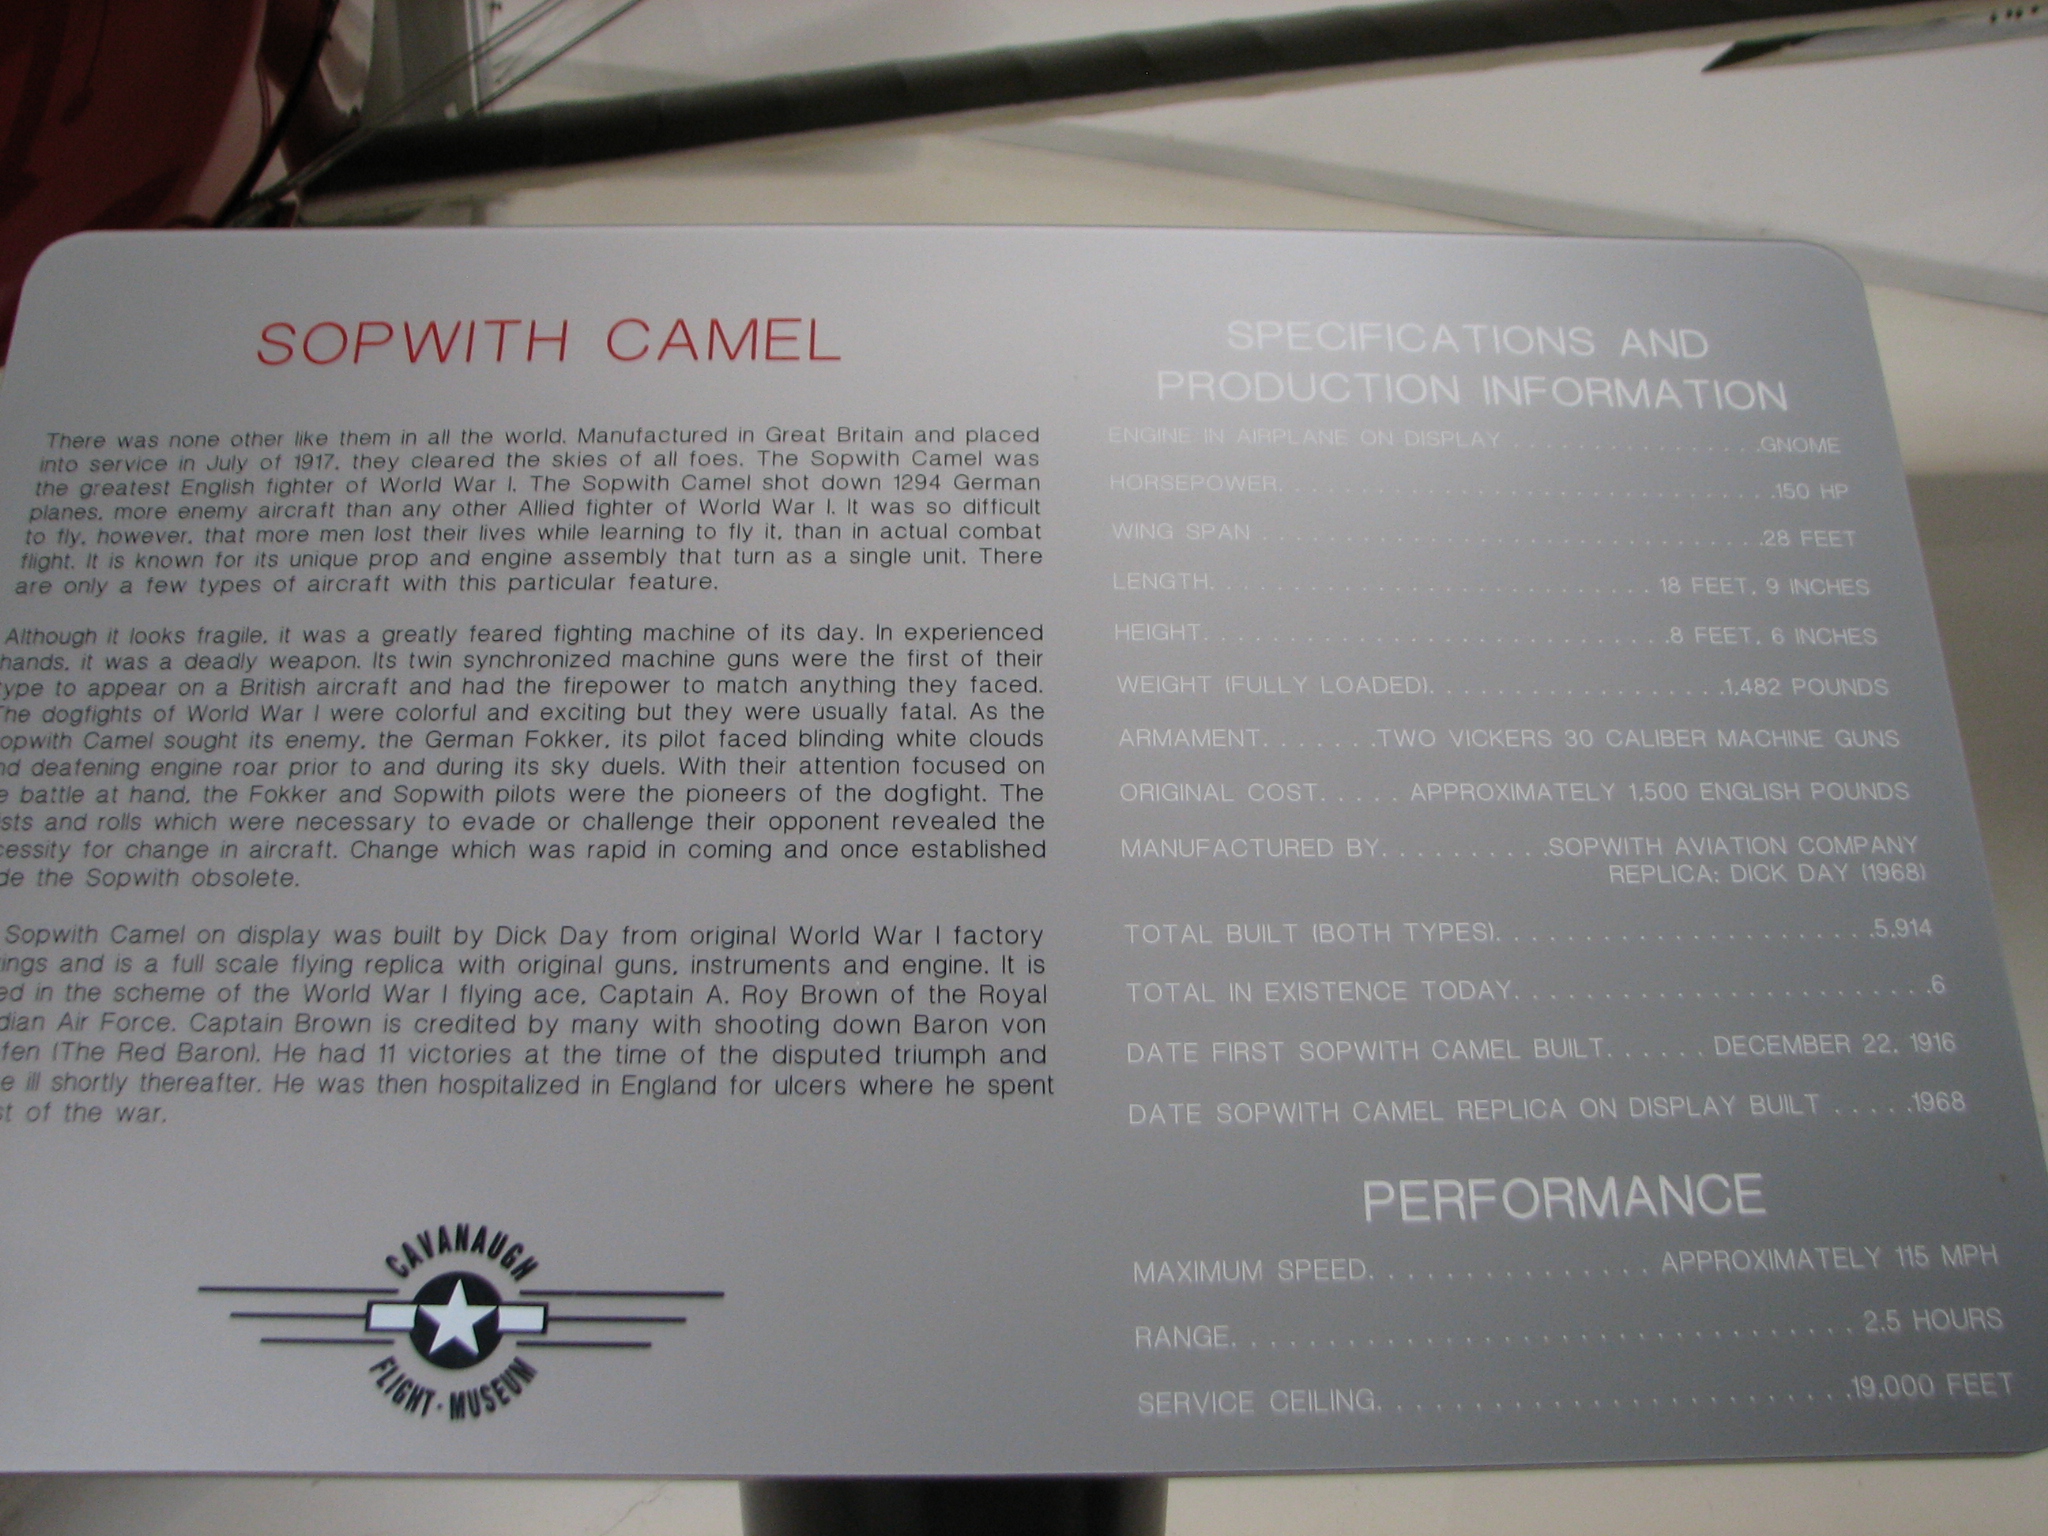 SOPWITH CAMEL
There was none other like them in all the world. Manufactured in Great Britain and placed
into service in July of 1917, they cleared the skies of all foes. The Sopwith Camel was
the greatest English fighter of World War I. The Sopwith Camel shot down 1294 German
planes, more enemy aircraft than any other Allied fighter of World War I. It was so difficult
to fly, however, that more men lost their lives while learning to fly it, than in actual combat
flight. It is known for its unique prop and engine assembly that turn as a single unit. There
are only a few types of aircraft with this particular feature.
Although it looks fragile, it was a greatly feared fighting machine of its day. In experienced
hands, it was a deadly weapon. Its twin synchronized machine guns were the first of their
type to appear on a British aircraft and had the firepower to match anything they faced.
The dogfights of World War I were colorful and exciting but they were usually fatal. As the
opwith Camel sought its enemy, the German Fokker, its pilot faced blinding white clouds
nd deafening engine roar prior to and during its sky duels. With their attention focused on
e battle at hand, the Fokker and Sopwith pilots were the pioneers of the dogfight. The
sts and rolls which were necessary to evade or challenge their opponent revealed the
cessity for change in aircraft. Change which was rapid in coming and once established
de the Sopwith obsolete.
Sopwith Camel on display was built by Dick Day from original World War I factory
ings and is a full scale flying replica with original guns, instruments and engine. It is
ed in the scheme of the World War I flying ace, Captain A. Roy Brown of the Royal
dian Air Force. Captain Brown is credited by many with shooting down Baron von
fen (The Red Baron). He had 11 victories at the time of the disputed triumph and
e ill shortly thereafter. He was then hospitalized in England for ulcers where he spent
st of the war.
CAVANAUGH
FLIGHT · MUSEUM
SPECIFICATIONS AND
PRODUCTION INFORMATION
ENGINE IN AIRPLANE ON DISPLAY . . . . . . . . . . . . . . .GNOME
HORSEPOWER. . . . . . . . . . . . . . . . . . . . . . . . . . . . . .150 HP
WING SPAN . . . . . . . . . . . . . . . . . . . . . . . . . . . . . .28 FEET
LENGTH. . . . . . . . . . . . . . . . . . . . . . . . . . . 18 FEET, 9 INCHES
HEIGHT. . . . . . . . . . . . . . . . . . . . . . . . . . . .8 FEET, 6 INCHES
WEIGHT (FULLY LOADED). . . . . . . . . . . . . . . . . .1,482 POUNDS
ARMAMENT. . . . . . .TWO VICKERS 30 CALIBER MACHINE GUNS
ORIGINAL COST. . . . . APPROXIMATELY 1,500 ENGLISH POUNDS
MANUFACTURED BY. . . . . . . . . .SOPWITH AVIATION COMPANY
REPLICA: DICK DAY (1968)
TOTAL BUILT (BOTH TYPES). . . . . . . . . . . . . . . . . . . . . .5,914
TOTAL IN EXISTENCE TODAY. . . . . . . . . . . . . . . . . . . . . . . .6
DATE FIRST SOPWITH CAMEL BUILT. . . . . . DECEMBER 22, 1916
DATE SOPWITH CAMEL REPLICA ON DISPLAY BUILT . . . . .1968
PERFORMANCE
MAXIMUM SPEED. . . . . . . . . . . . . . . APPROXIMATELY 115 MPH
RANGE. . . . . . . . . . . . . . . . . . . . . . . . . . . . . . . . . 2.5 HOURS
SERVICE CEILING. . . . . . . . . . . . . . . . . . . . . . . . . .19,000 FEET